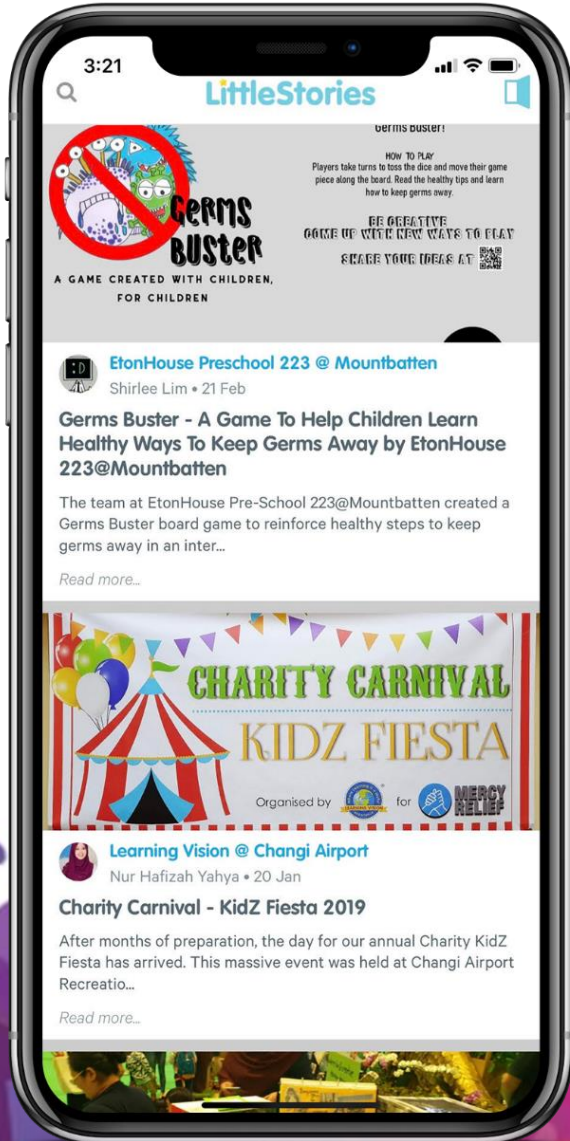 3:21
LittleStories
Germs Buster!
HOW TO PLAY
Players take turns to toss the dice and move their game
piece along the board. Read the healthy tips and learn
how to keep germs away.
BE CREATIVE
COME UP WITH NEW WAYS TO PLAY
SHARE YOUR IDEAS AT
GERMS
BUSTER
A GAME CREATED WITH CHILDREN,
FOR CHILDREN
:D
EtonHouse Preschool 223 @ Mountbatten
Shirlee Lim • 21 Feb
Germs Buster - A Game To Help Children Learn
Healthy Ways To Keep Germs Away by EtonHouse
223@Mountbatten
The team at EtonHouse Pre-School 223@Mountbatten created a
Germs Buster board game to reinforce healthy steps to keep
germs away in an inter...
Read more...
CHARITY CARNIVAL
KIDZ FIESTA
Organised by
for
MERCY
RELIEF
Learning Vision @ Changi Airport
Nur Hafizah Yahya • 20 Jan
Charity Carnival - KidZ Fiesta 2019
After months of preparation, the day for our annual Charity KidZ
Fiesta has arrived. This massive event was held at Changi Airport
Recreatio...
Read more...